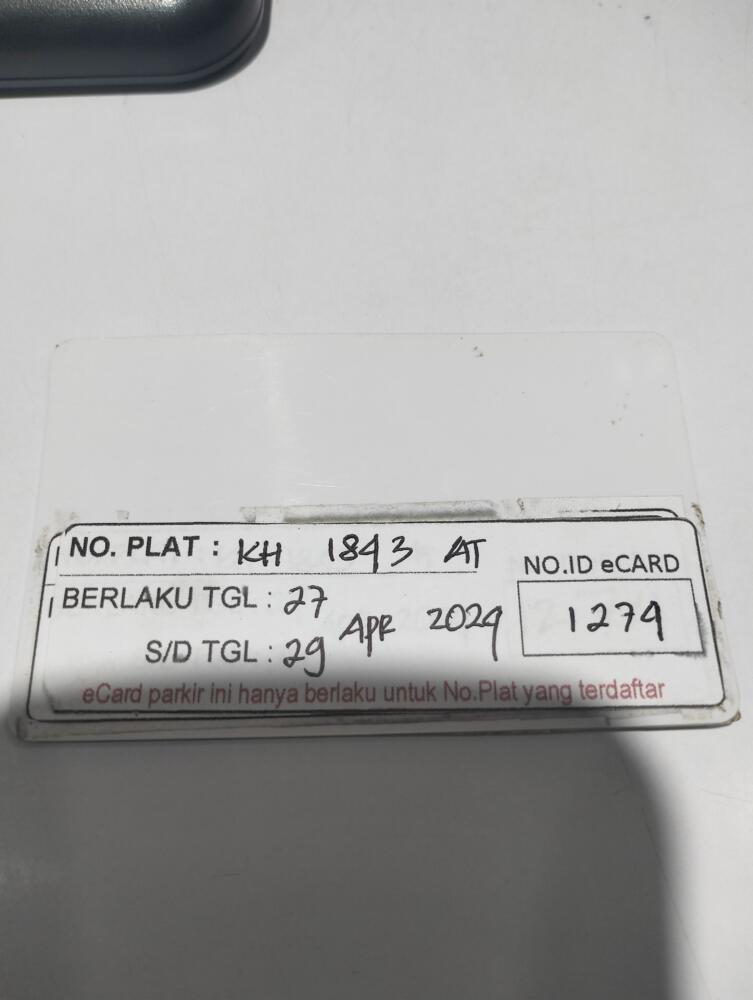 NO. PLAT : KH 1843 AT
BERLAKU TGL : 27
S/D TGL : 29 APR 2024
NO.ID eCARD
1274
eCard parkir ini hanya berlaku untuk No.Plat yang terdaftar